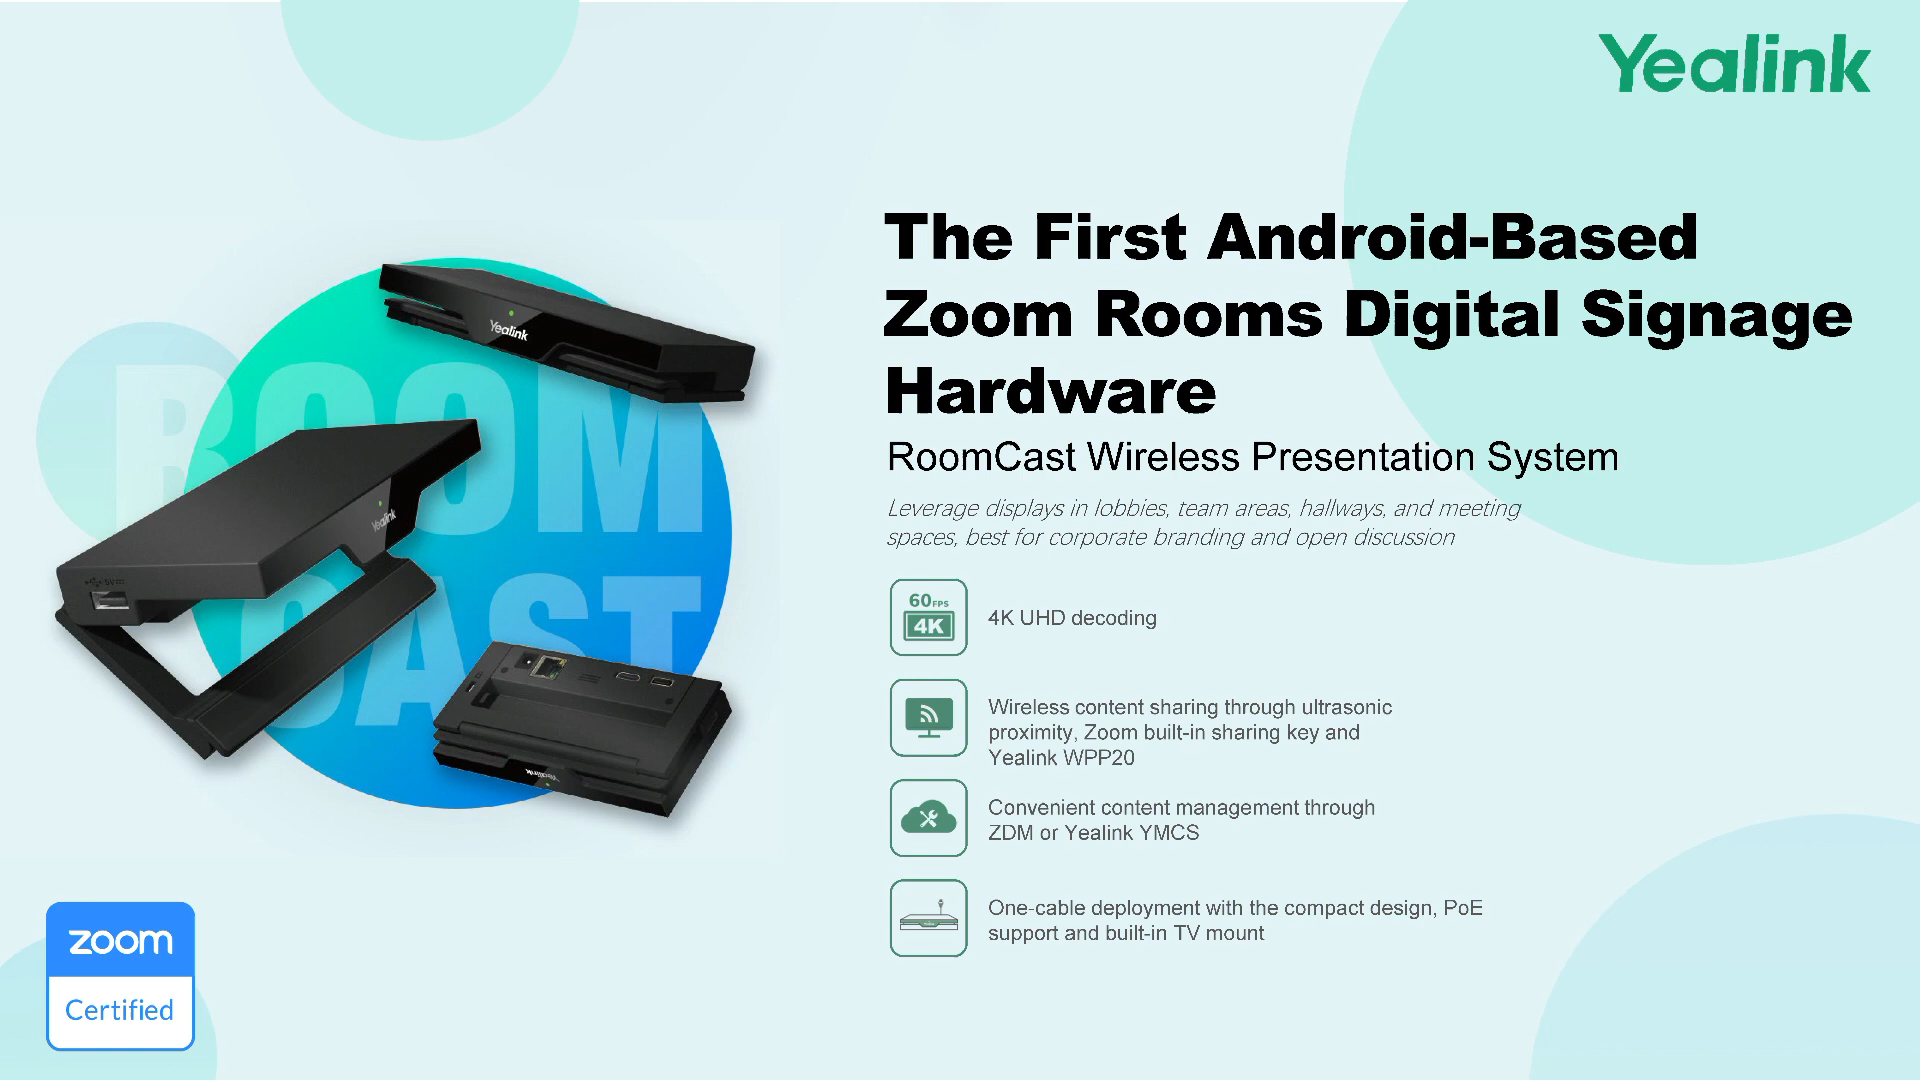 Yealink
The First Android-Based
Zoom Rooms Digital Signage
Hardware
RoomCast Wireless Presentation System
Leverage displays in lobbies, team areas, hallways, and meeting
spaces, best for corporate branding and open discussion
60FPS
4K
4K UHD decoding
Wireless content sharing through ultrasonic
proximity, Zoom built-in sharing key and
Yealink WPP20
Convenient content management through
ZDM or Yealink YMCS
One-cable deployment with the compact design, PoE
support and built-in TV mount
ROOM
CAST
Yealink
Yealink
Yealink
zoom
Certified